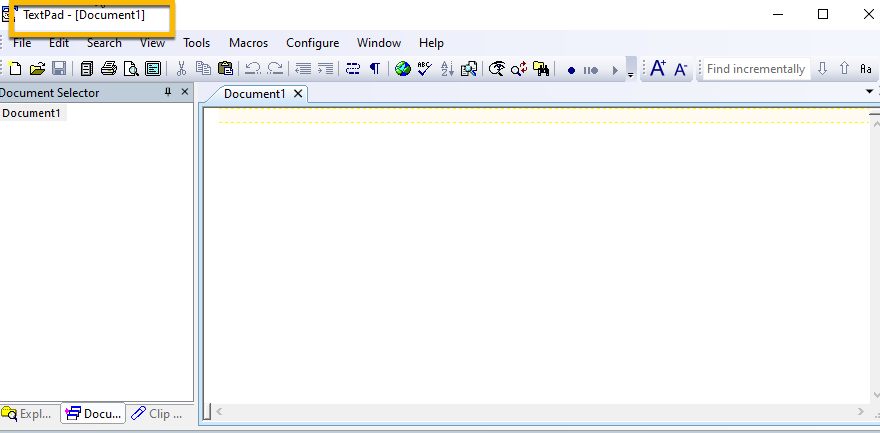 TextPad - [Document1]
File Edit Search View Tools Macros Configure Window Help
ABC A Z A A Find incrementally Aa
Document Selector
Document1
Document1
Expl... Docu... Clip ...